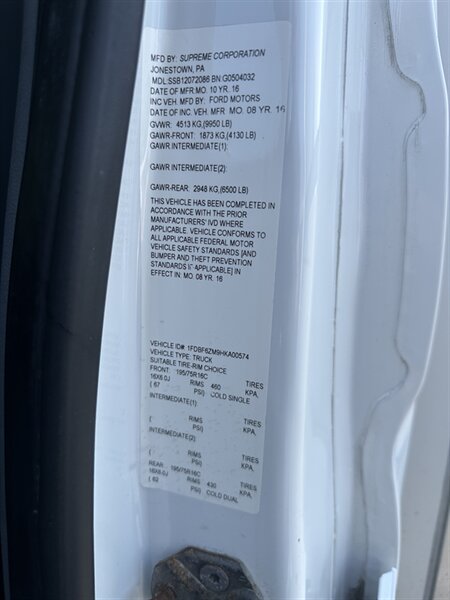 MFD BY: SUPREME CORPORATION
JONESTOWN, PA
MDL:SSB12072086 BN:G0504032
DATE OF MFR: MO. 10 YR. 16
INC VEH. MFG BY: FORD MOTORS
DATE OF INC. VEH. MFR MO. 08 YR. 16
GVWR: 4513 KG,(9950 LB)
GAWR-FRONT: 1873 KG,(4130 LB)
GAWR INTERMEDIATE(1):
GAWR INTERMEDIATE(2):
GAWR-REAR: 2948 KG,(6500 LB)
THIS VEHICLE HAS BEEN COMPLETED IN
ACCORDANCE WITH THE PRIOR
MANUFACTURERS' IVD WHERE
APPLICABLE. VEHICLE CONFORMS TO
ALL APPLICABLE FEDERAL MOTOR
VEHICLE SAFETY STANDARDS [AND
BUMPER AND THEFT PREVENTION
STANDARDS IF APPLICABLE] IN
EFFECT IN: MO. 08 YR. 16
VEHICLE ID#: 1FDBF6ZM9HKA00574
VEHICLE TYPE: TRUCK
SUITABLE TIRE-RIM CHOICE
FRONT: 195/75R16C TIRES
16X6.0J RIMS 460 KPA,
( 67 PSI) COLD SINGLE
INTERMEDIATE(1): TIRES
RIMS KPA,
( PSI)
INTERMEDIATE(2): TIRES
RIMS KPA,
( PSI)
REAR: 195/75R16C TIRES
16X6.0J RIMS 430 KPA,
( 62 PSI) COLD DUAL